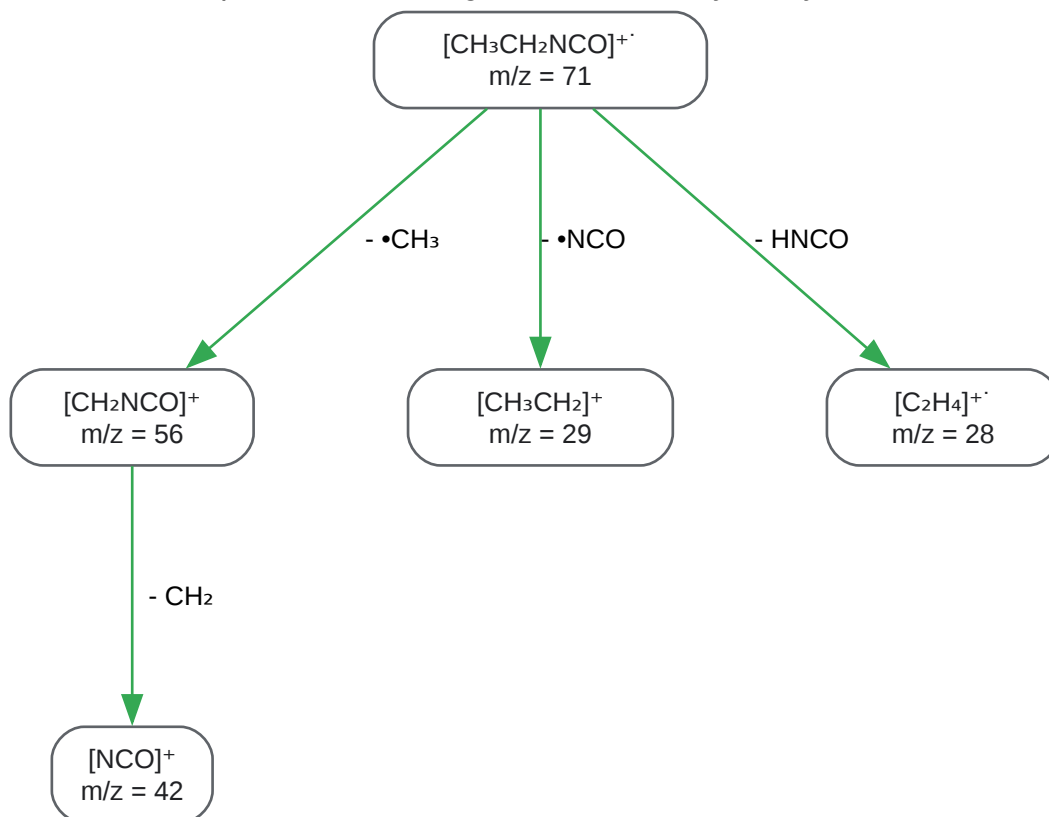 [CH₃CH₂NCO]⁺˙
m/z = 71
- •CH₃
- •NCO
- HNCO
[CH₂NCO]⁺
m/z = 56
[CH₃CH₂]⁺
m/z = 29
[C₂H₄]⁺˙
m/z = 28
- CH₂
[NCO]⁺
m/z = 42